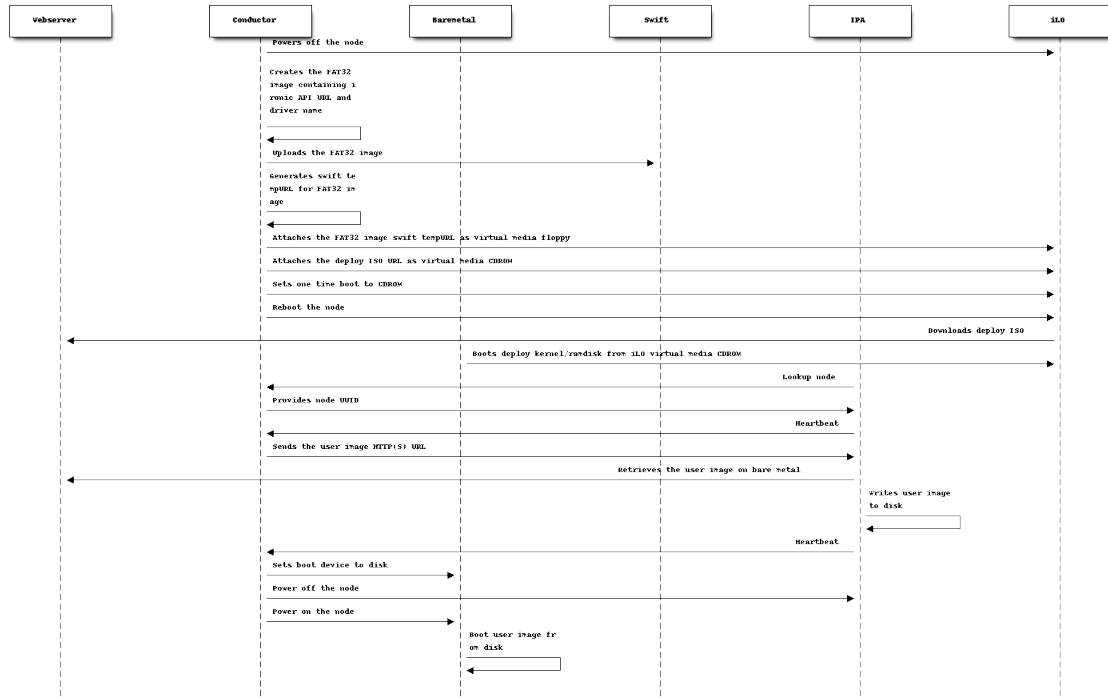 Webserver
Conductor
Baremetal
Swift
IPA
iLO
Powers off the node
Creates the FAT32
image containing i
ronic API URL and
driver name
Uploads the FAT32 image
Generates swift te
mpURL for FAT32 im
age
Attaches the FAT32 image swift tempURL as virtual media floppy
Attaches the deploy ISO URL as virtual media CDROM
Sets one time boot to CDROM
Reboot the node
Downloads deploy ISO
Boots deploy kernel/ramdisk from iLO virtual media CDROM
Lookup node
Provides node UUID
Heartbeat
Sends the user image HTTP(S) URL
Retrieves the user image on bare metal
Writes user image
to disk
Heartbeat
Sets boot device to disk
Power off the node
Power on the node
Boot user image fr
om disk